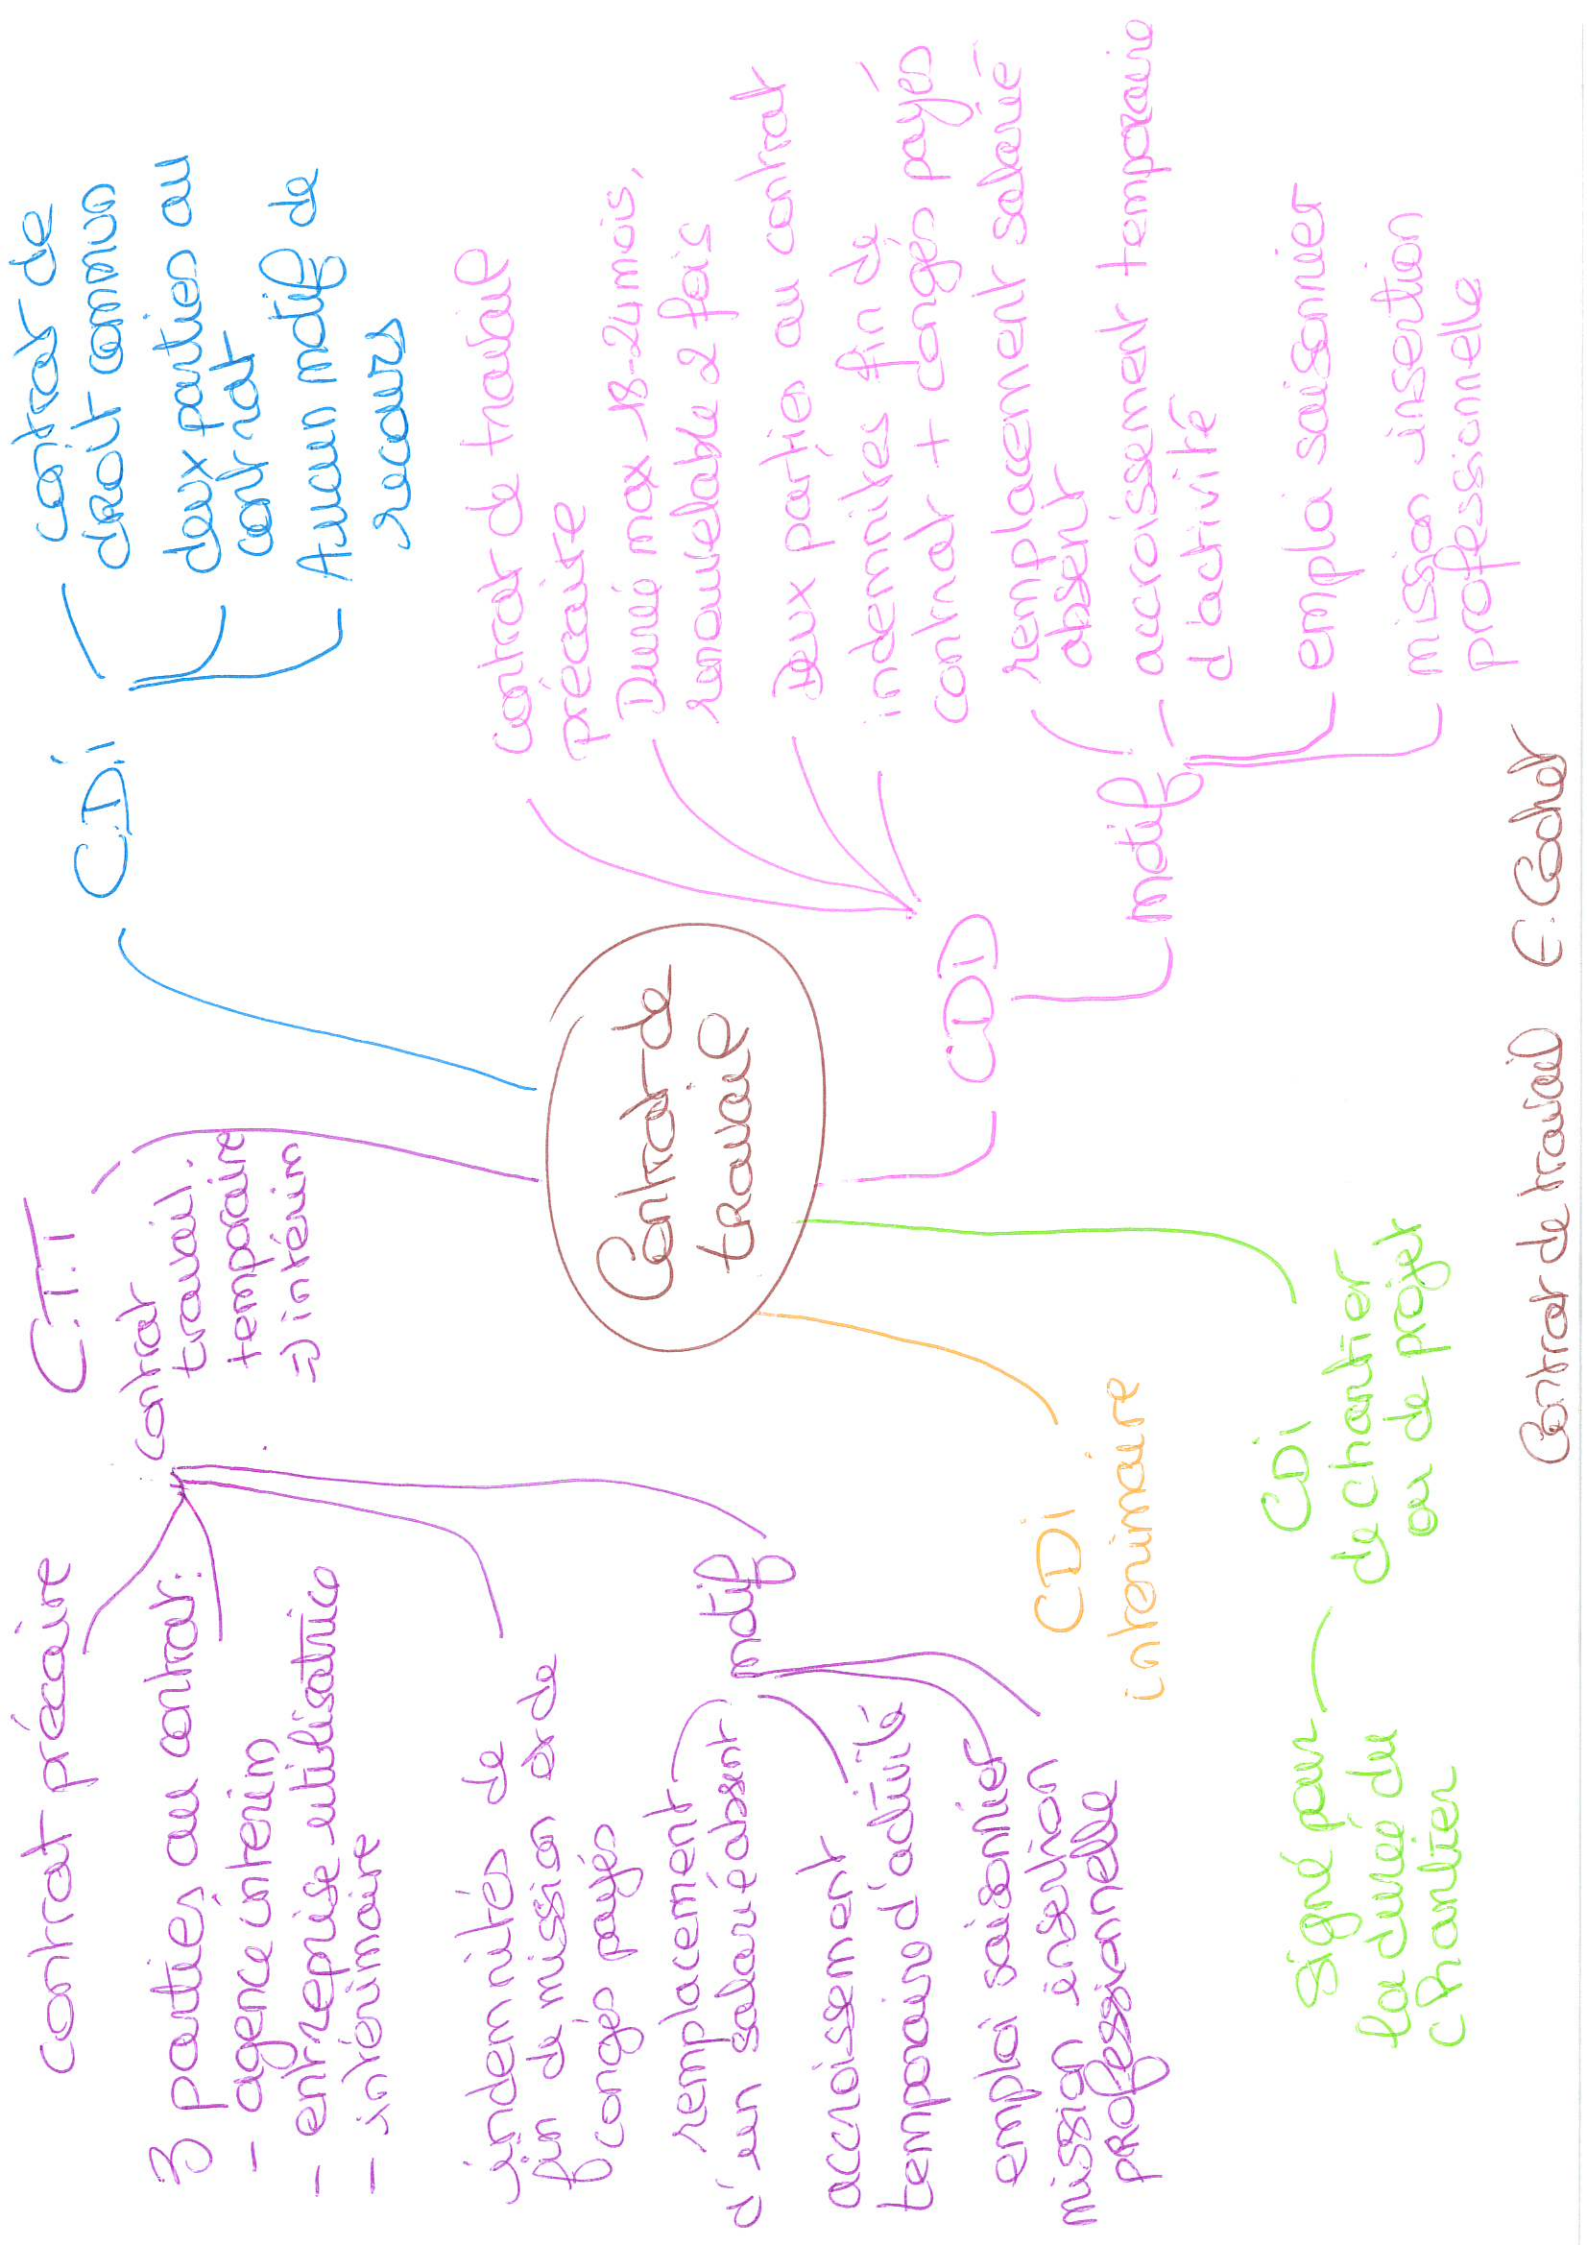 Contrat de
travail
C.D.i
contrat de
droit commun
deux parties au
contrat
Aucun motif de
recours
CDD
contrat de travail
précaire
Durée max 18-24 mois,
renouvelable 2 fois
Deux parties au contrat
indemnités fin de
contrat + congés payés
motif
remplacement salarié
absent
accroissement temporaire
d'activité
emploi saisonnier
mission insertion
professionnelle
CDi
de chantier
ou de projet
Signé pour
la durée du
chantier
CDi
interimaire
C.T.T
contrat
travail.
temporaire
=> intérim
contrat précaire
3 parties au contrat:
- agence interim
- entreprise utilisatrice
- intérimaire
indemnités de
fin de mission et de
congés payés
motif
remplacement
d'un salarié absent
accroissement
temporaire d'activité
emploi saisonnier
mission insertion
professionnelle
Contrat de travail E. Cochet